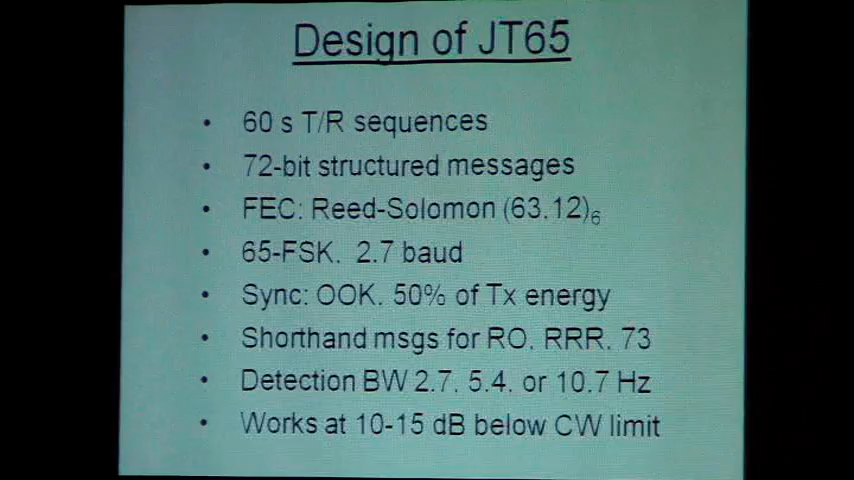 Design of JT65
• 60 s T/R sequences
• 72-bit structured messages
• FEC: Reed-Solomon (63,12)₆
• 65-FSK, 2.7 baud
• Sync: OOK, 50% of Tx energy
• Shorthand msgs for RO, RRR, 73
• Detection BW 2.7, 5.4, or 10.7 Hz
• Works at 10-15 dB below CW limit